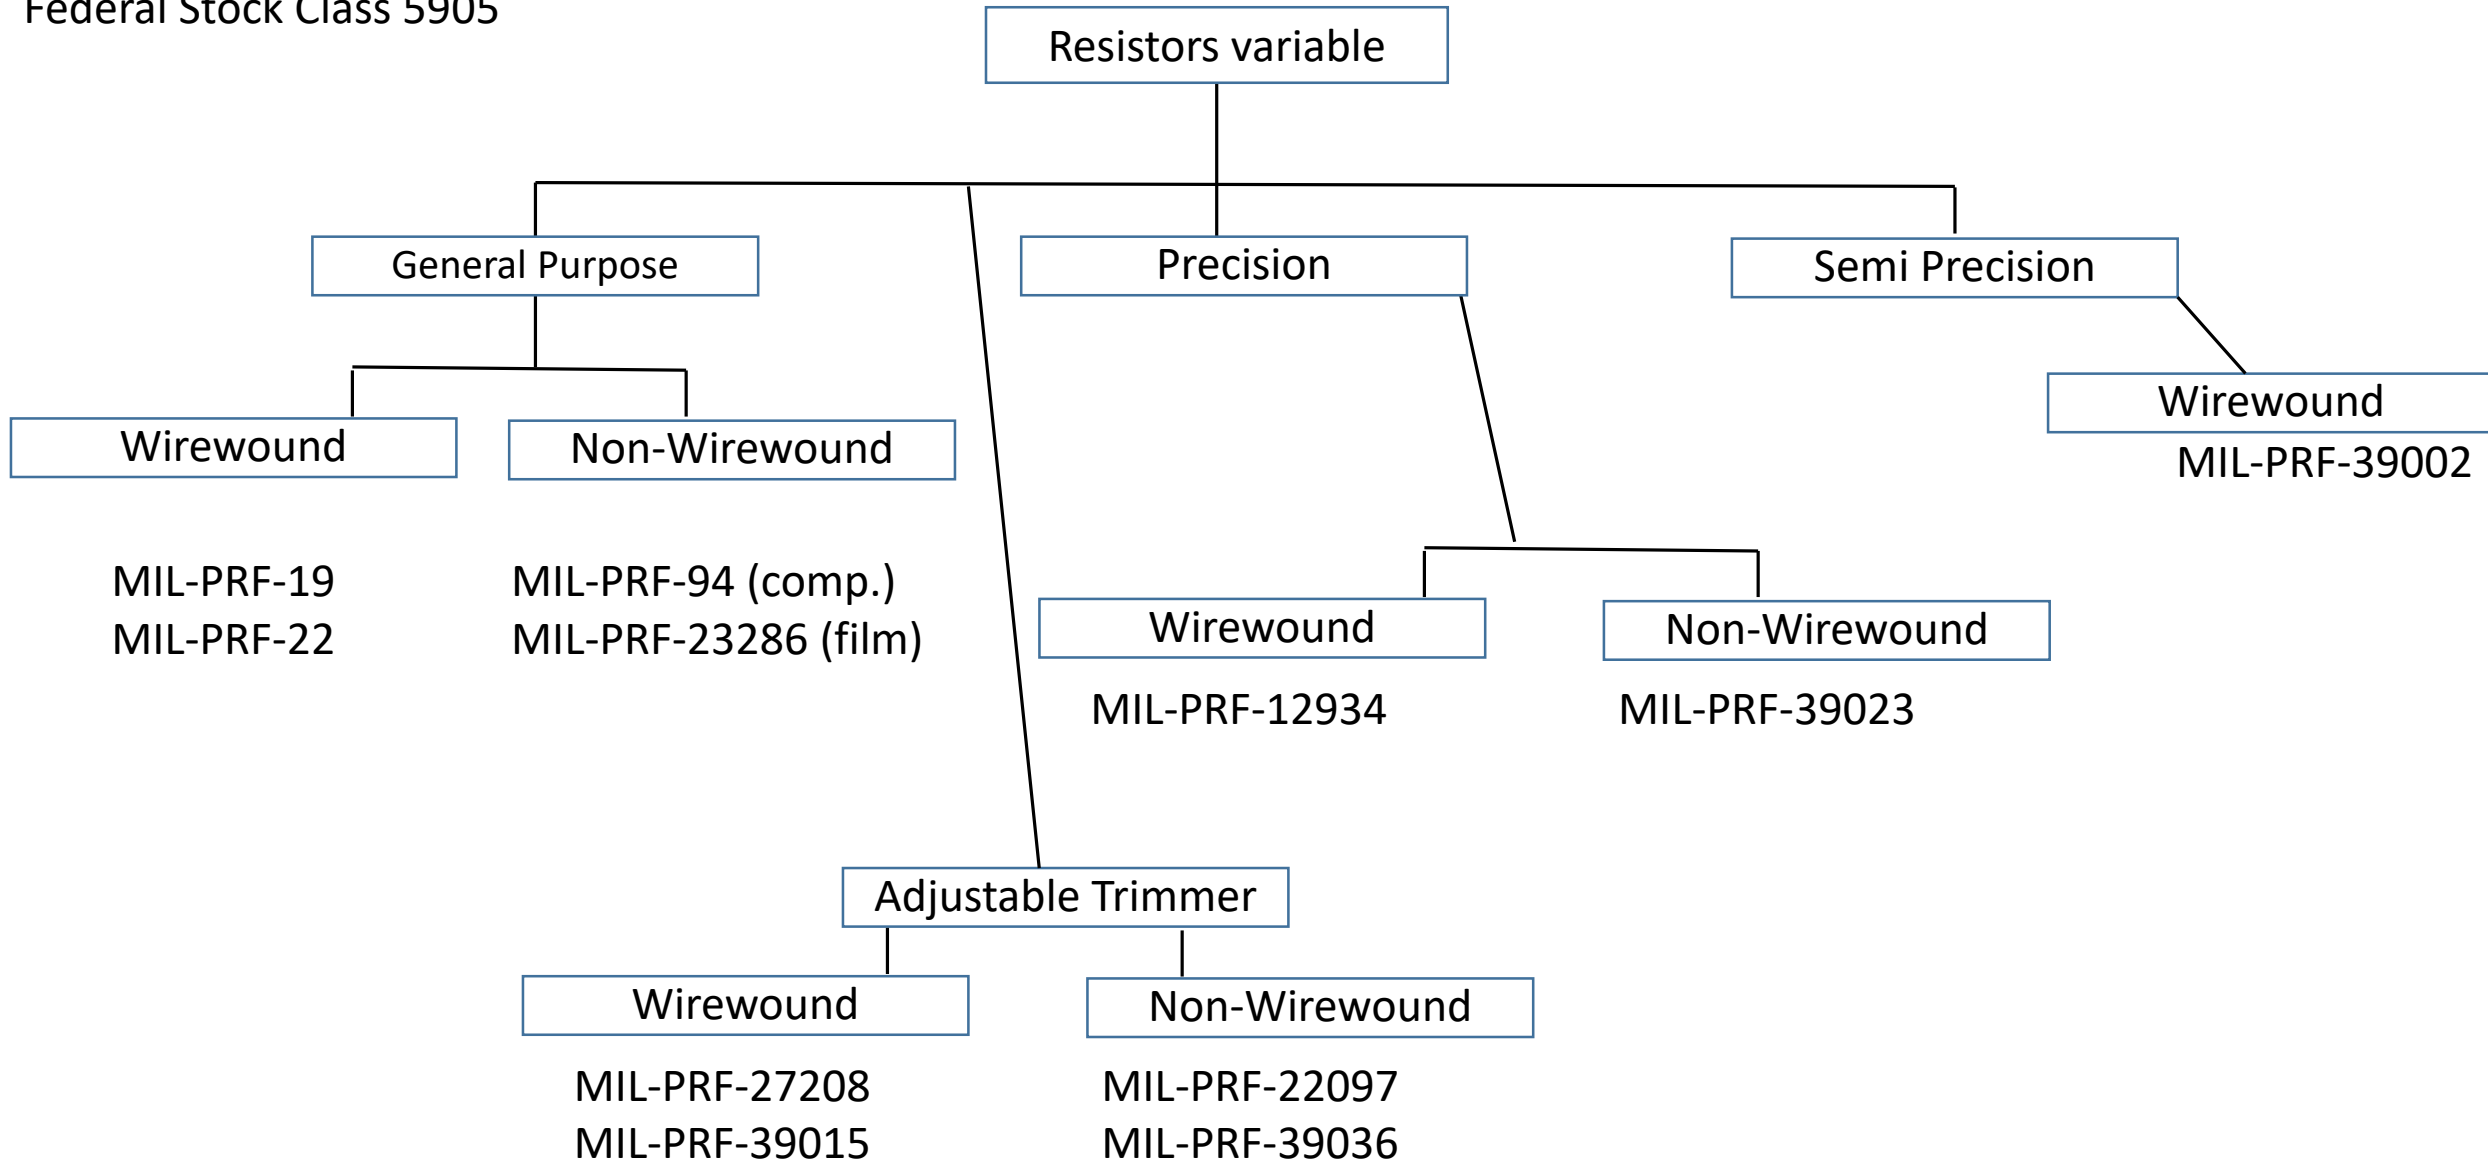 Federal Stock Class 5905
Resistors variable
General Purpose
Precision
Semi Precision
Wirewound
Non-Wirewound
Wirewound
MIL-PRF-39002
MIL-PRF-19
MIL-PRF-22
MIL-PRF-94 (comp.)
MIL-PRF-23286 (film)
Wirewound
Non-Wirewound
MIL-PRF-12934
MIL-PRF-39023
Adjustable Trimmer
Wirewound
Non-Wirewound
MIL-PRF-27208
MIL-PRF-39015
MIL-PRF-22097
MIL-PRF-39036